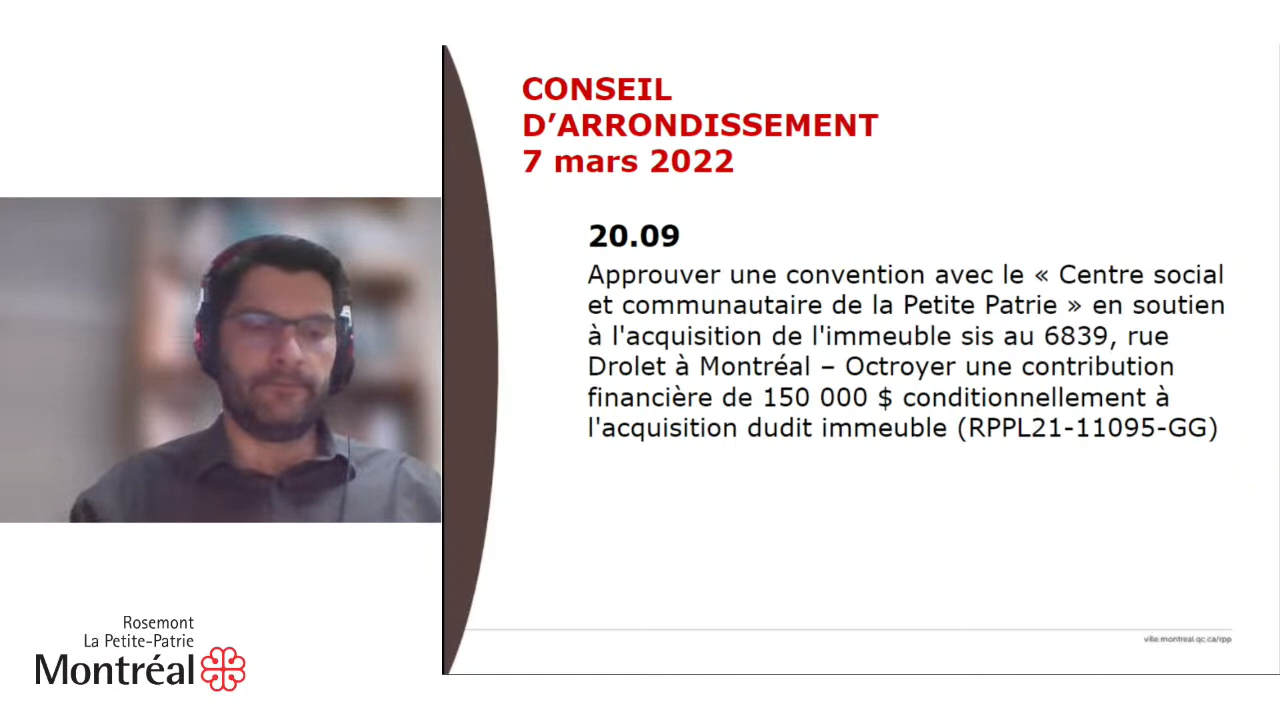 CONSEIL
D’ARRONDISSEMENT
7 mars 2022
20.09
Approuver une convention avec le « Centre social
et communautaire de la Petite Patrie » en soutien
à l'acquisition de l'immeuble sis au 6839, rue
Drolet à Montréal – Octroyer une contribution
financière de 150 000 $ conditionnellement à
l'acquisition dudit immeuble (RPPL21-11095-GG)
ville.montreal.qc.ca/rpp
Rosemont
La Petite-Patrie
Montréal